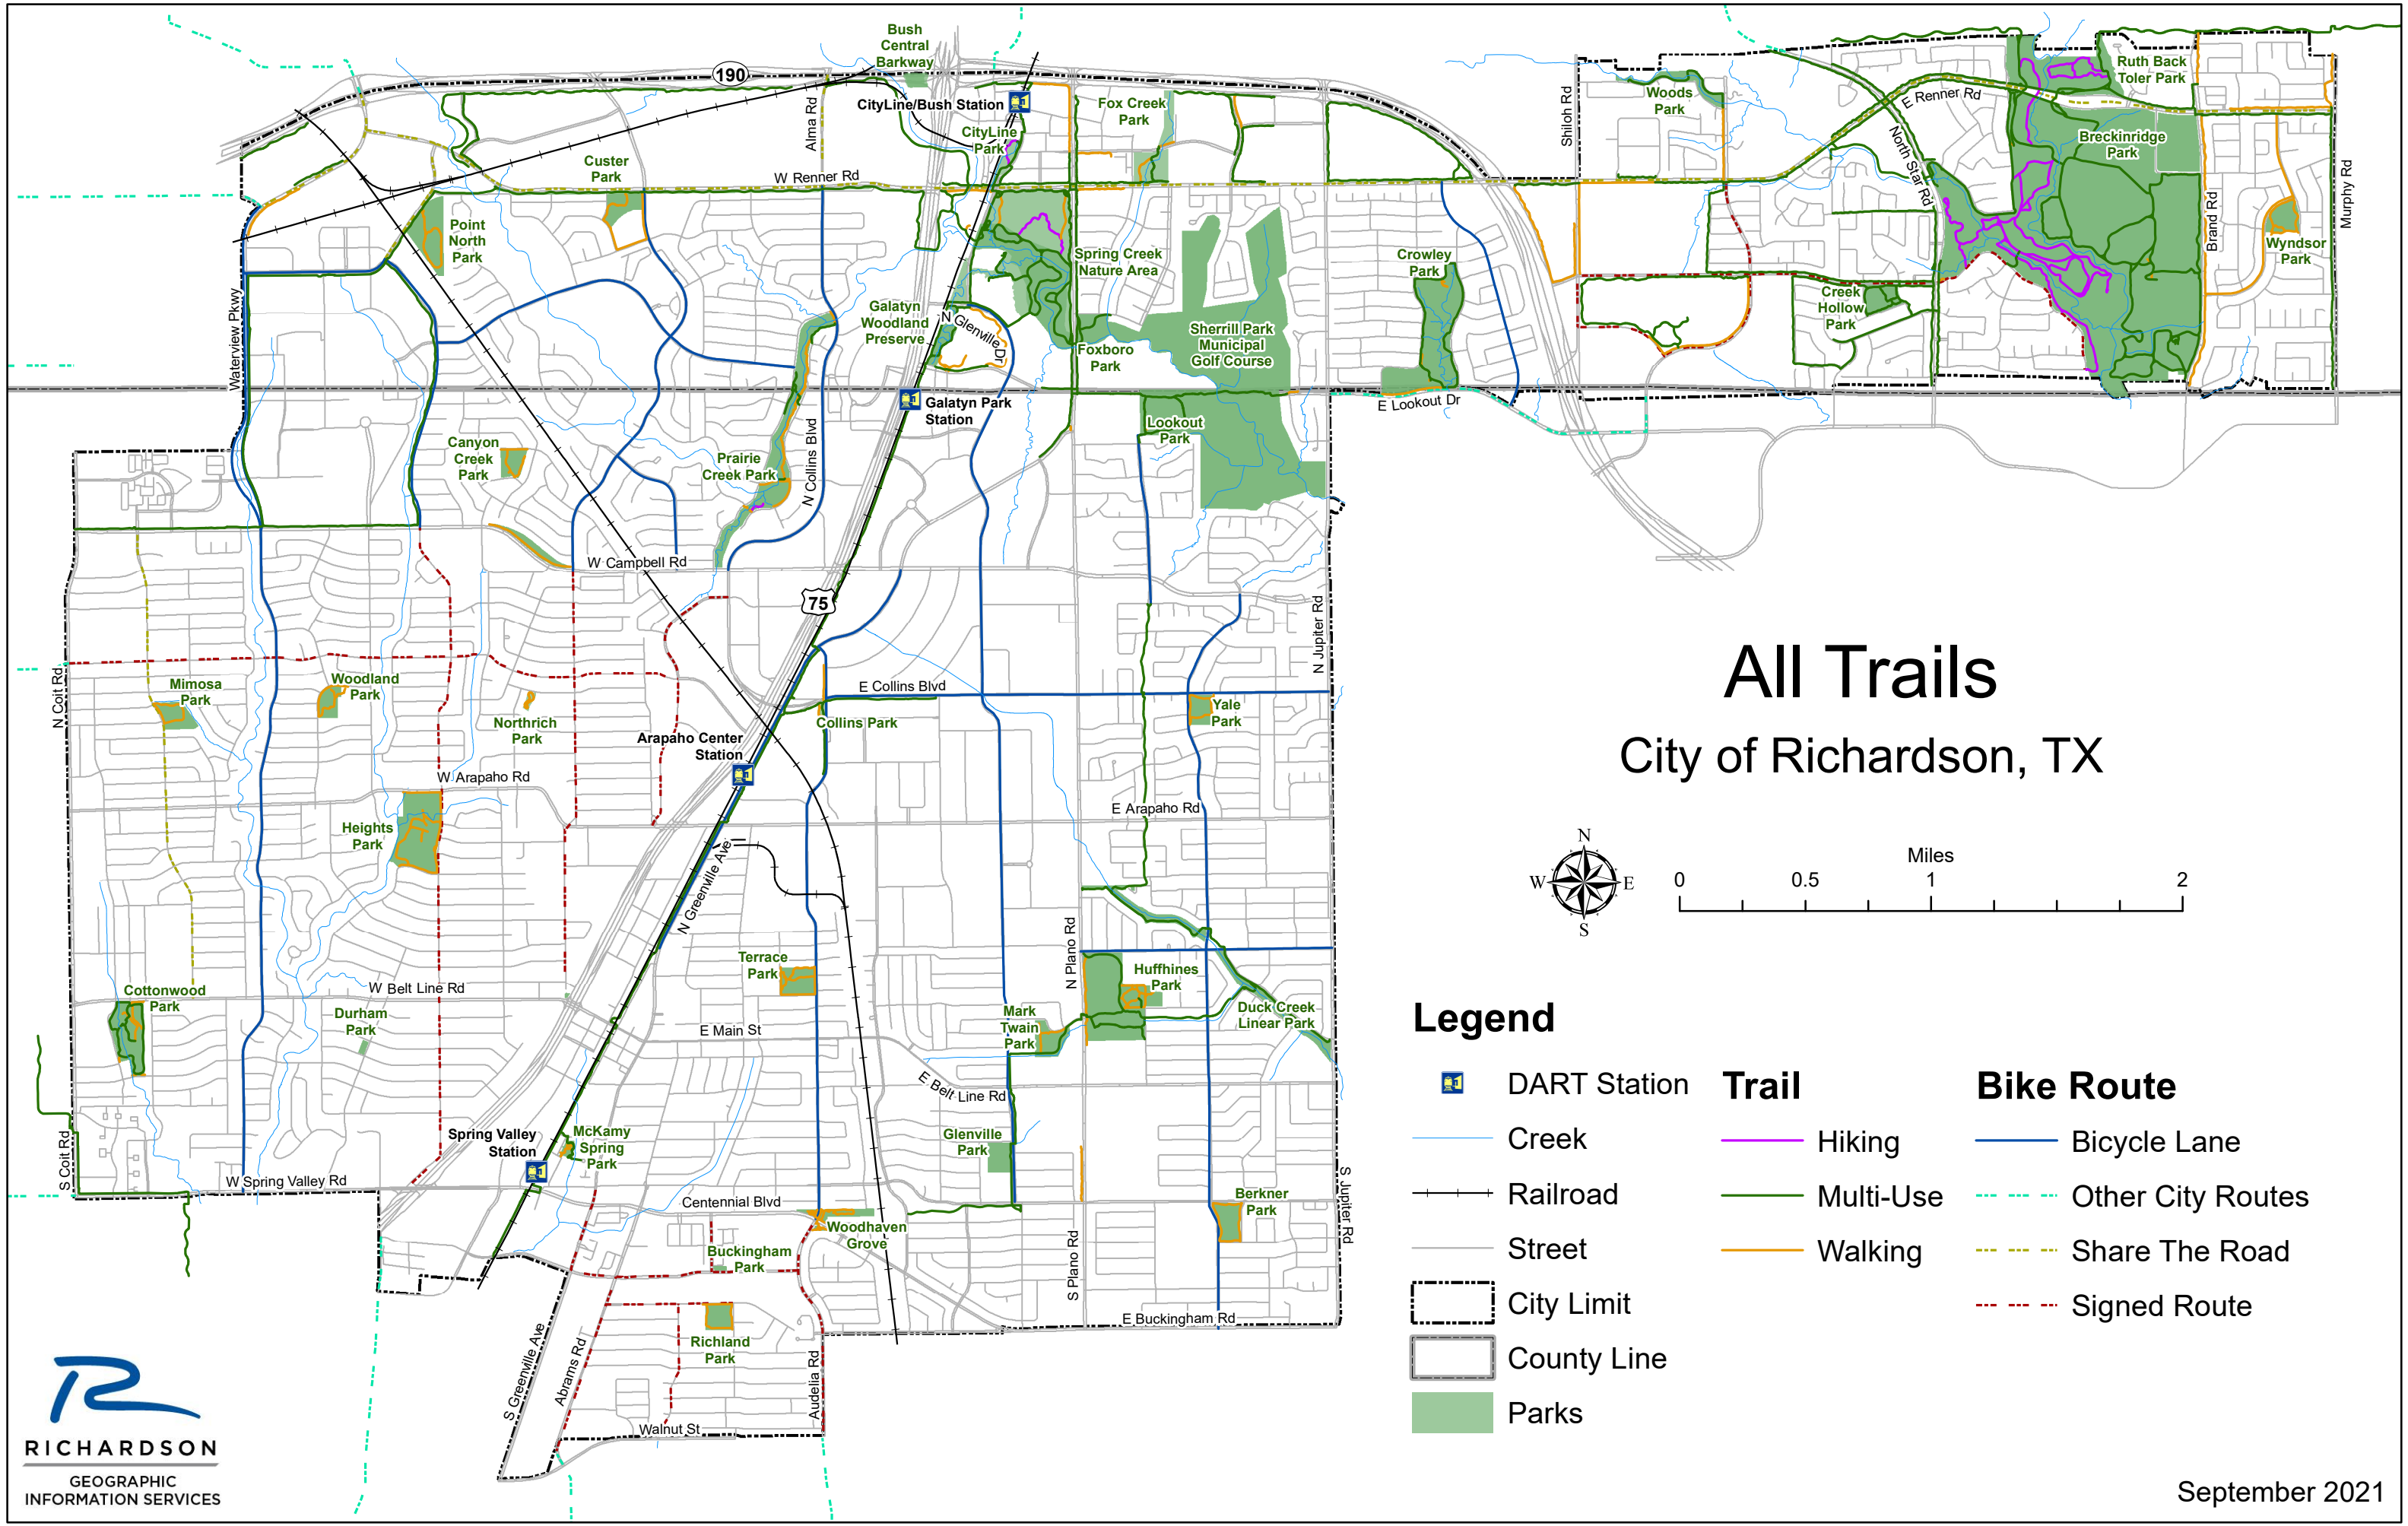 Bush
Central
Barkway
190
CityLine/Bush Station
Alma Rd
Fox Creek
Park
CityLine
Park
Custer
Park
W Renner Rd
Shiloh Rd
Woods
Park
E Renner Rd
North Star Rd
Ruth Back
Toler Park
Breckinridge
Park
Brand Rd
Murphy Rd
Wyndsor
Park
Point
North
Park
Spring Creek
Nature Area
Crowley
Park
Creek
Hollow
Park
Waterview Pkwy
Galatyn
Woodland
Preserve
N Glenville Dr
Sherrill Park
Municipal
Golf Course
Foxboro
Park
Galatyn Park
Station
E Lookout Dr
Lookout
Park
Canyon
Creek
Park
Prairie
Creek Park
N Collins Blvd
W Campbell Rd
75
N Jupiter Rd
N Coit Rd
Mimosa
Park
Woodland
Park
Northrich
Park
E Collins Blvd
Collins Park
Yale
Park
Arapaho Center
Station
W Arapaho Rd
E Arapaho Rd
Heights
Park
N Greenville Ave
N Plano Rd
Terrace
Park
Huffhines
Park
Cottonwood
Park
W Belt Line Rd
Durham
Park
E Main St
Mark
Twain
Park
Duck Creek
Linear Park
E Belt Line Rd
Spring Valley
Station
McKamy
Spring
Park
Glenville
Park
S Coit Rd
W Spring Valley Rd
Centennial Blvd
Woodhaven
Grove
Berkner
Park
S Jupiter Rd
Buckingham
Park
S Plano Rd
E Buckingham Rd
Richland
Park
S Greenville Ave
Abrams Rd
Audelia Rd
Walnut St
All Trails
City of Richardson, TX
N
W
E
S
Miles
0
0.5
1
2
Legend
DART Station
Creek
Railroad
Street
City Limit
County Line
Parks
Trail
Hiking
Multi-Use
Walking
Bike Route
Bicycle Lane
Other City Routes
Share The Road
Signed Route
RICHARDSON
GEOGRAPHIC
INFORMATION SERVICES
September 2021